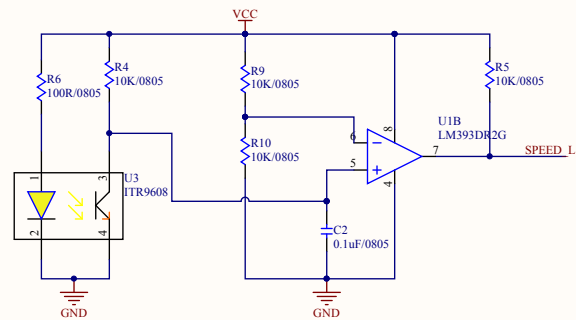 VCC
R6
100R/0805
R4
10K/0805
R9
10K/0805
R5
10K/0805
R10
10K/0805
U1B
LM393DR2G
6
8
5
4
7
SPEED_L
1
3
U3
ITR9608
2
4
C2
0.1uF/0805
GND
GND